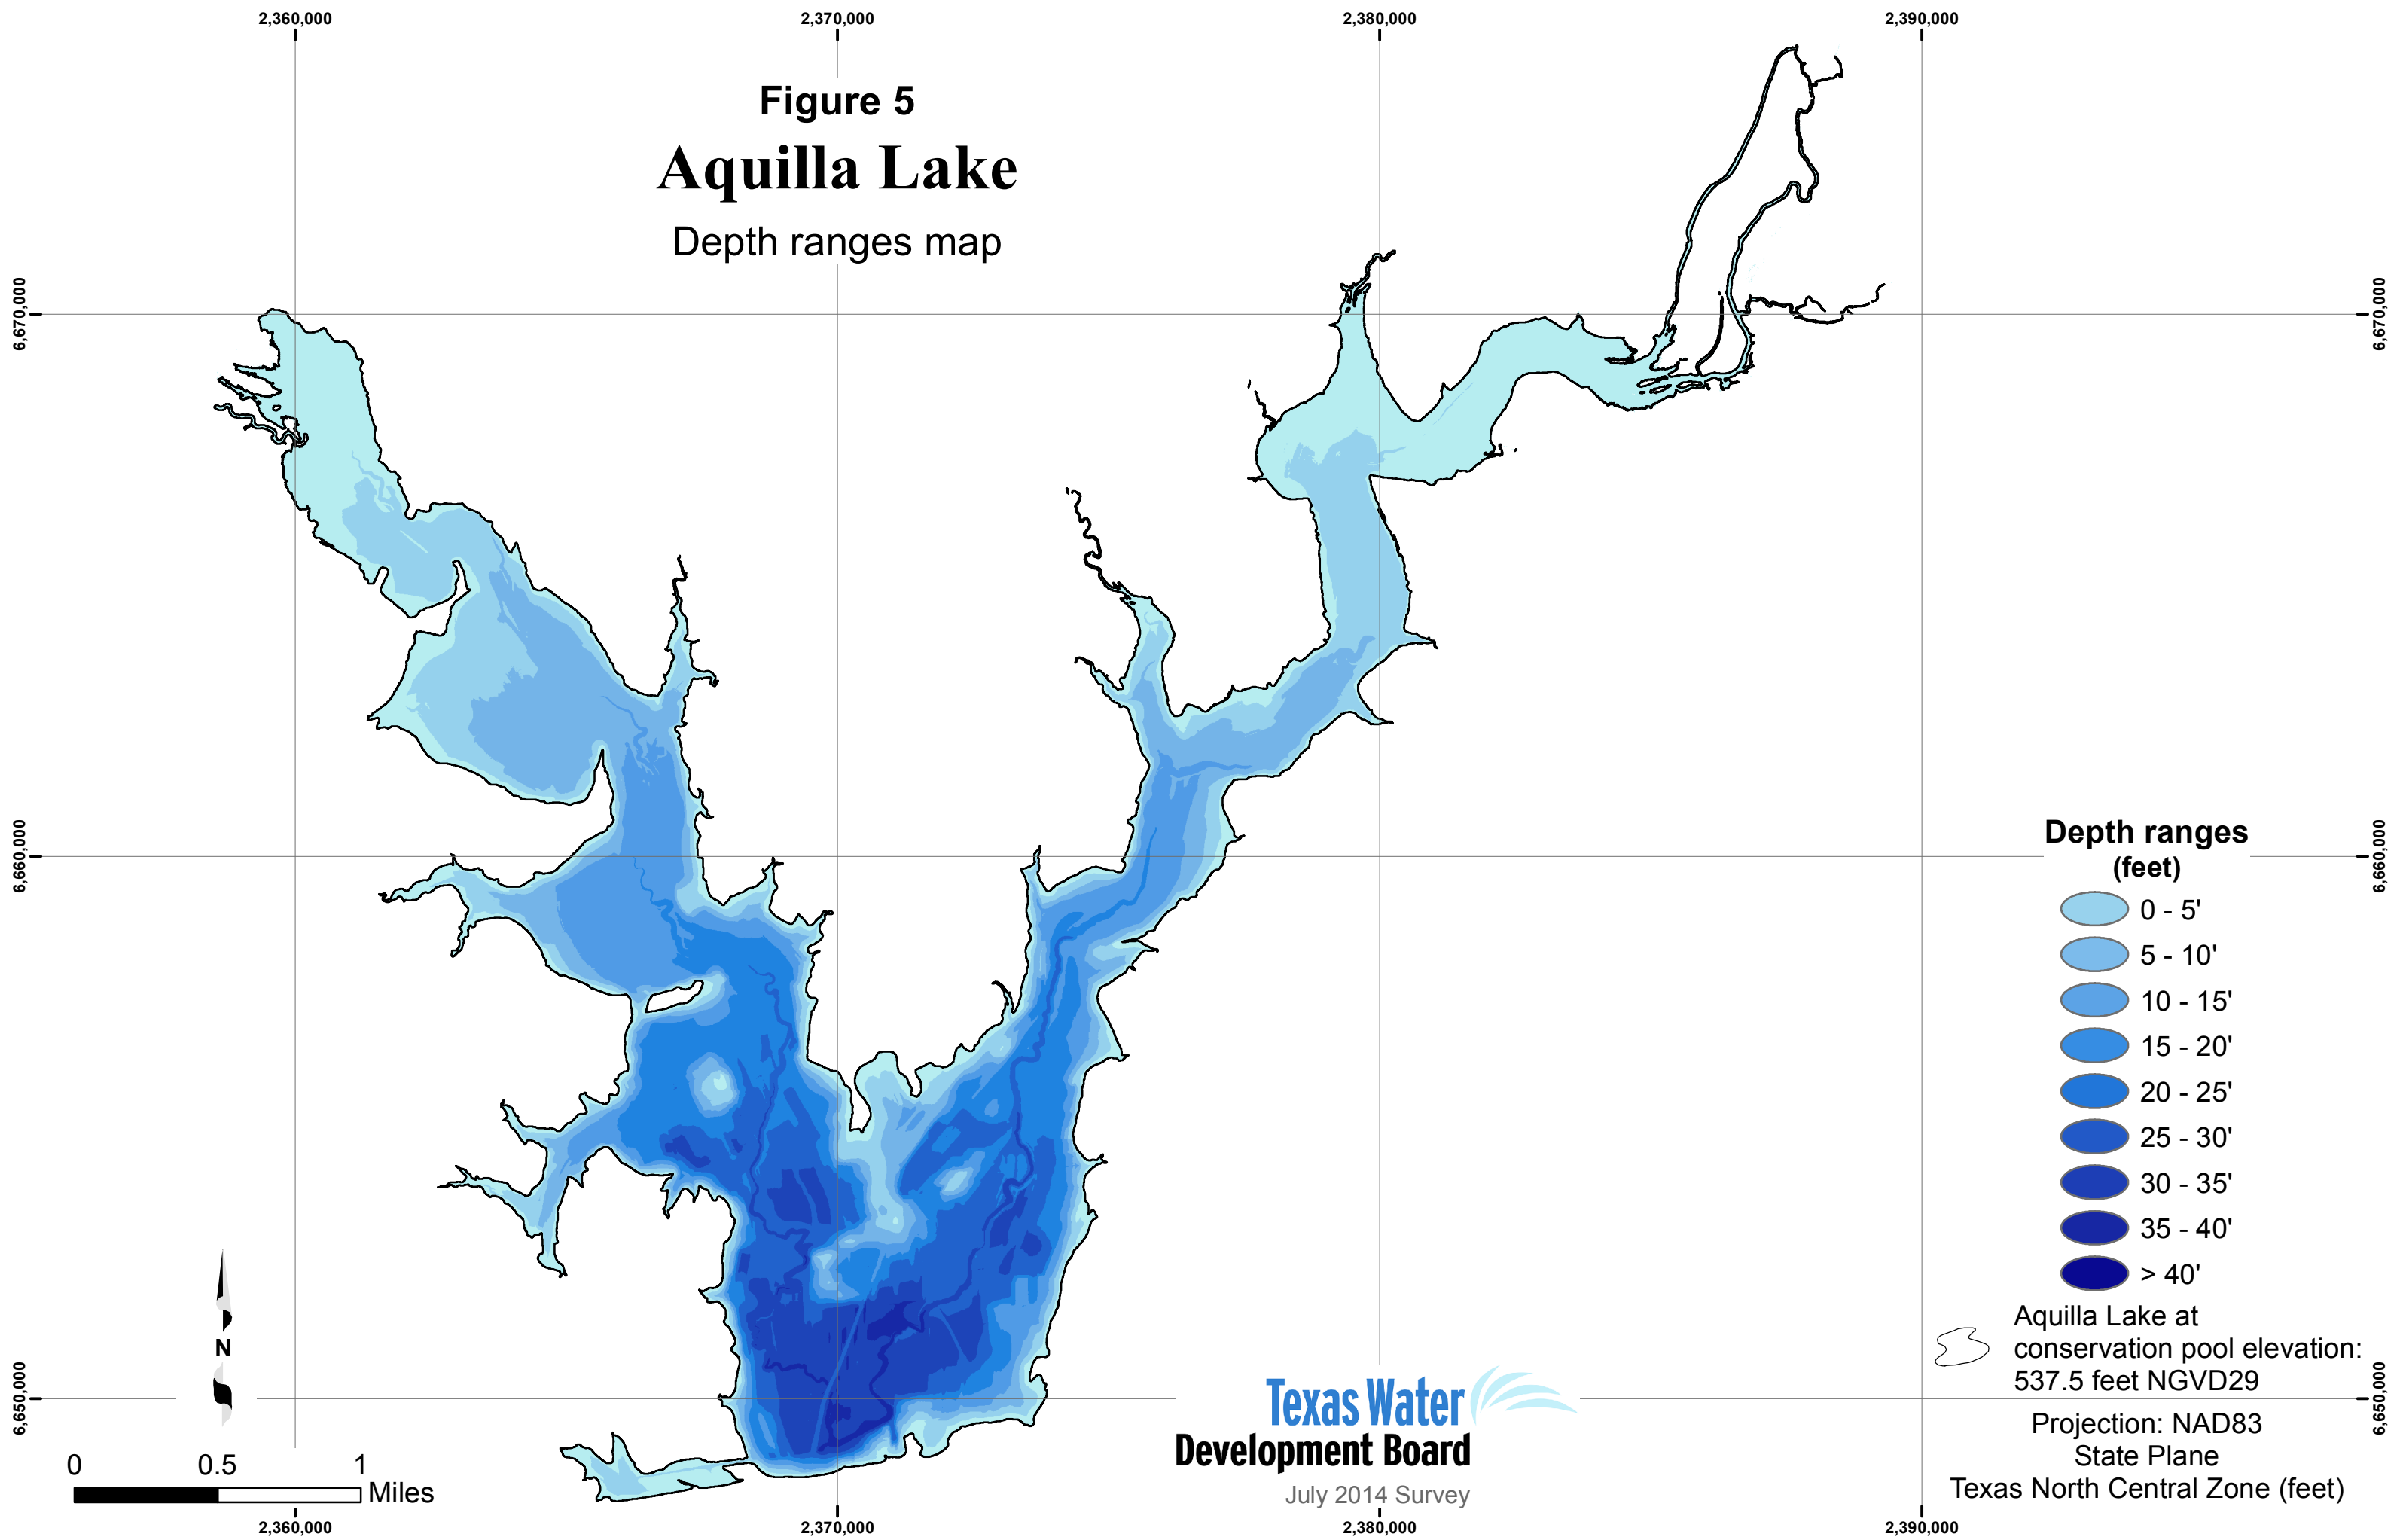 2,360,000
2,370,000
2,380,000
2,390,000
Figure 5
Aquilla Lake
Depth ranges map
6,670,000
6,670,000
6,660,000
6,660,000
Depth ranges
(feet)
0 - 5'
5 - 10'
10 - 15'
15 - 20'
20 - 25'
25 - 30'
30 - 35'
35 - 40'
> 40'
Aquilla Lake at
conservation pool elevation:
537.5 feet NGVD29
N
6,650,000
6,650,000
Texas Water
Development Board
July 2014 Survey
Projection: NAD83
State Plane
Texas North Central Zone (feet)
0 0.5 1
Miles
2,360,000
2,370,000
2,380,000
2,390,000